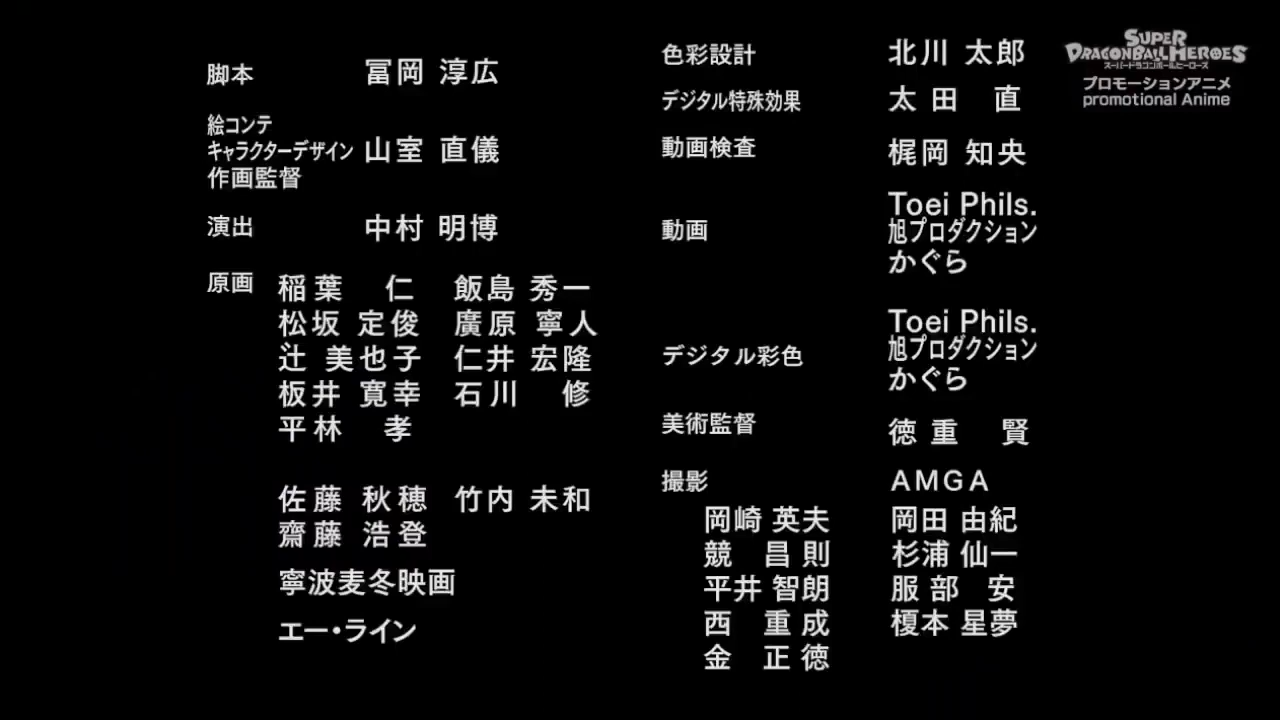 脚本 冨岡 淳広
絵コンテ
キャラクターデザイン 山室 直儀
作画監督
演出 中村 明博
原画 稲葉 仁 飯島 秀一
松坂 定俊 廣原 寧人
辻 美也子 仁井 宏隆
板井 寛幸 石川 修
平林 孝
佐藤 秋穂 竹内 未和
齋藤 浩登
寧波麦冬映画
エー・ライン
色彩設計 北川 太郎
デジタル特殊効果 太田 直
動画検査 梶岡 知央
Toei Phils.
動画 旭プロダクション
かぐら
Toei Phils.
デジタル彩色 旭プロダクション
かぐら
美術監督 徳重 賢
撮影 AMGA
岡崎 英夫 岡田 由紀
競 昌則 杉浦 仙一
平井 智朗 服部 安
西 重成 榎本 星夢
金 正徳
SUPER
DRAGONBALL HEROES
スーパードラゴンボールヒーローズ
プロモーションアニメ
promotional Anime